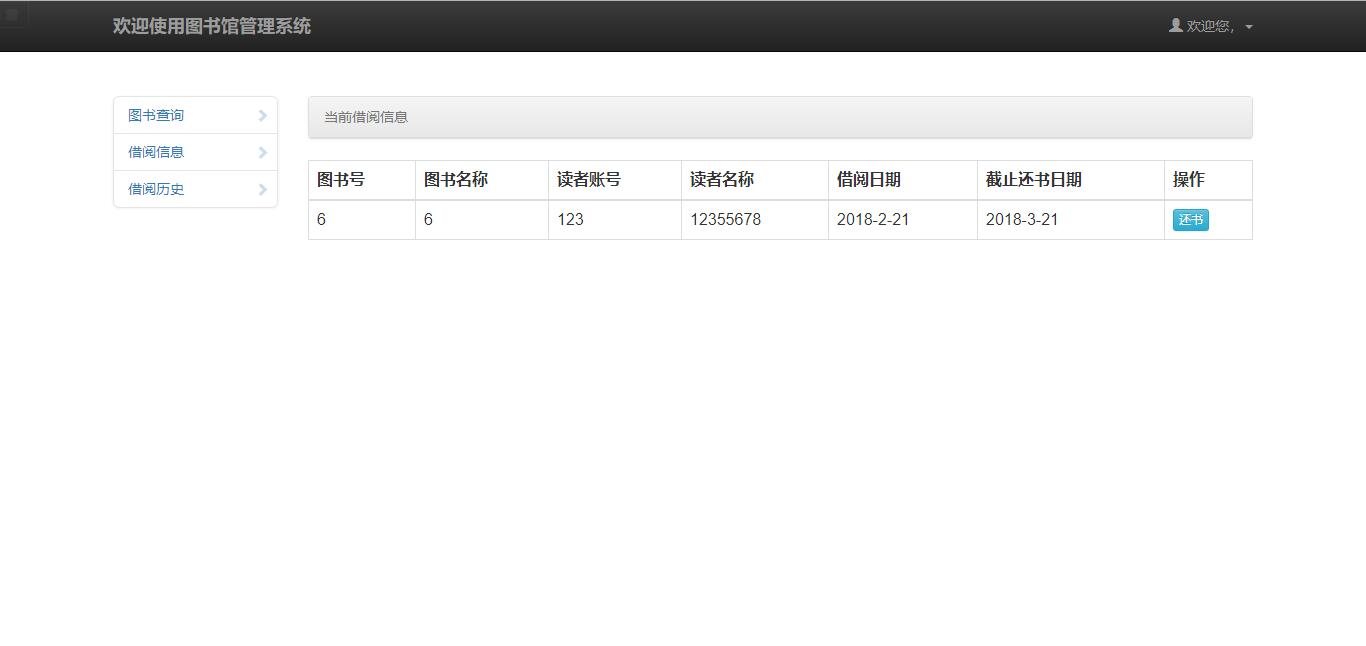 欢迎使用图书馆管理系统
欢迎您，
图书查询
借阅信息
借阅历史
当前借阅信息
图书号 图书名称 读者账号 读者名称 借阅日期 截止还书日期 操作
6 6 123 12355678 2018-2-21 2018-3-21 还书